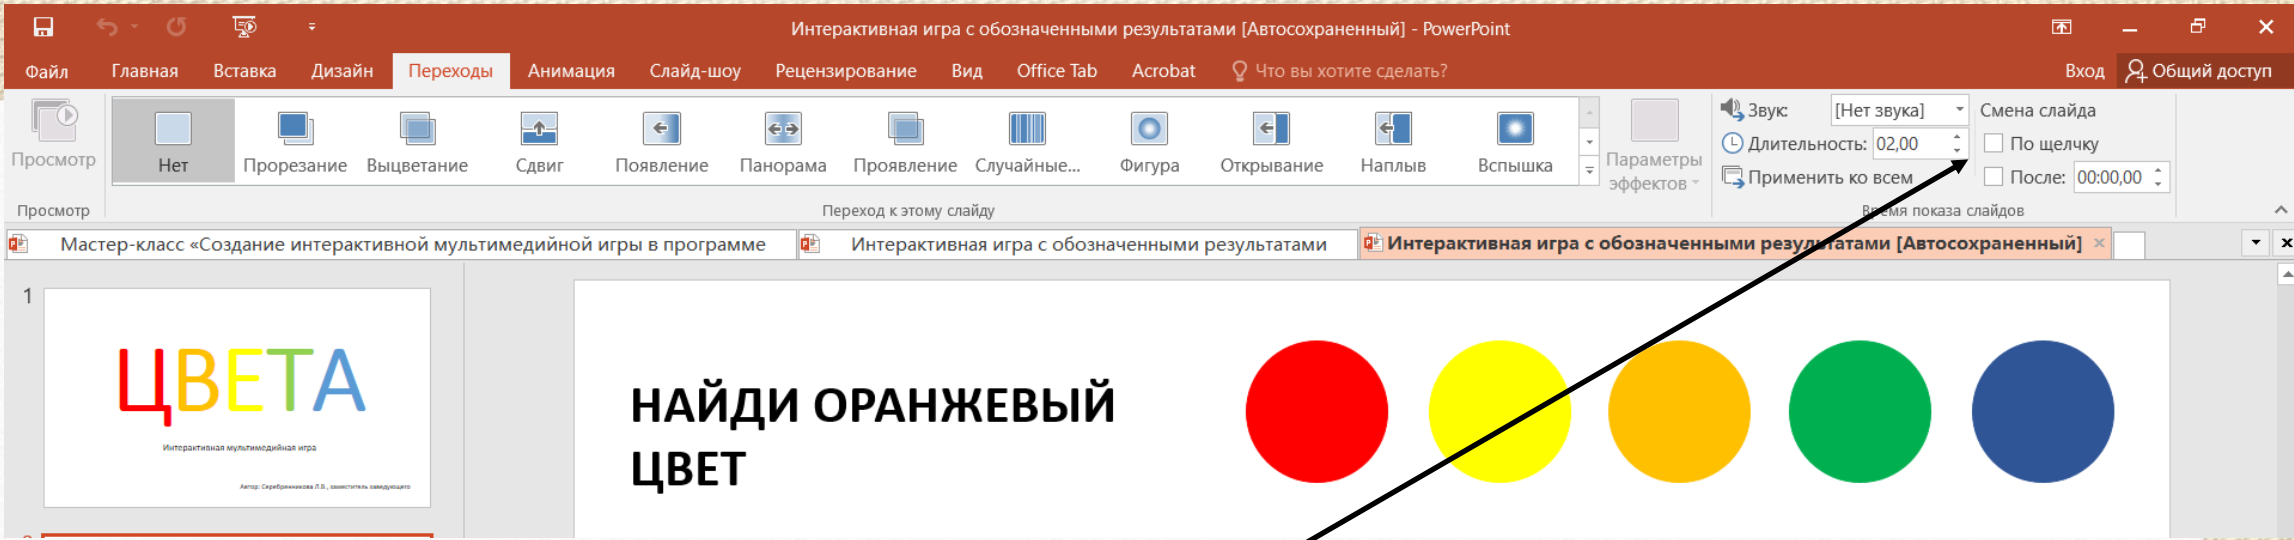 Интерактивная игра с обозначенными результатами [Автосохраненный] - PowerPoint
Файл Главная Вставка Дизайн Переходы Анимация Слайд-шоу Рецензирование Вид Office Tab Acrobat Что вы хотите сделать? Вход Общий доступ
Просмотр
Нет Прорезание Выцветание Сдвиг Появление Панорама Проявление Случайные... Фигура Открывание Наплыв Вспышка
Параметры эффектов
Звук: [Нет звука]
Длительность: 02,00
Применить ко всем
Смена слайда
По щелчку
После: 00:00,00
Просмотр Переход к этому слайду Время показа слайдов
Мастер-класс «Создание интерактивной мультимедийной игры в программе Интерактивная игра с обозначенными результатами Интерактивная игра с обозначенными результатами [Автосохраненный]
1
ЦВЕТА
Интерактивная мультимедийная игра
Автор: Серебренникова Л.В., заместитель заведующего
НАЙДИ ОРАНЖЕВЫЙ
ЦВЕТ